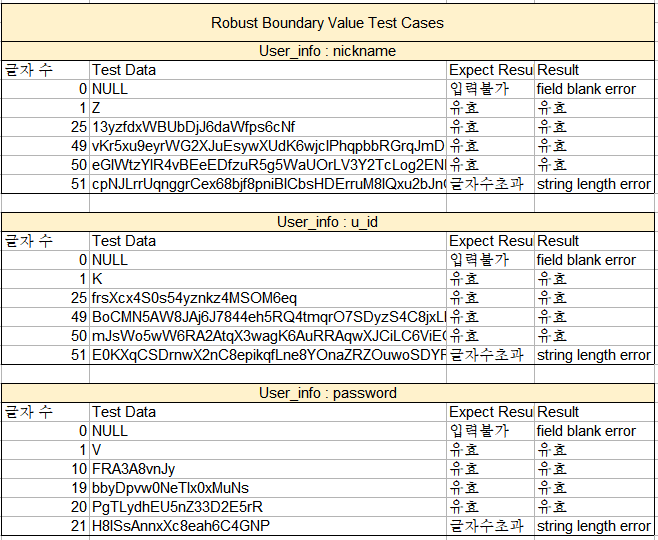 Robust Boundary Value Test Cases
User_info : nickname
글자 수 Test Data Expect Resu Result
0 NULL 입력불가 field blank error
1 Z 유효 유효
25 13yzfdxWBUbDjJ6daWfps6cNf 유효 유효
49 vKr5xu9eyrWG2XJuEsywXUdK6wjclPhqpbbRGrqJmD 유효 유효
50 eGlWtzYlR4vBEeEDfzuR5g5WaUOrLV3Y2TcLog2EN 유효 유효
51 cpNJLrrUqnggrCex68bjf8pniBlCbsHDErruM8lQxu2bJn 글자수초과 string length error
User_info : u_id
글자 수 Test Data Expect Resu Result
0 NULL 입력불가 field blank error
1 K 유효 유효
25 frsXcx4S0s54yznkz4MSOM6eq 유효 유효
49 BoCMN5AW8JAj6J7844eh5RQ4tmqrO7SDyzS4C8jxL 유효 유효
50 mJsWo5wW6RA2AtqX3wagK6AuRRAqwXJCiLC6ViE 유효 유효
51 E0KXqCSDrnwX2nC8epikqfLne8YOnaZRZOuwoSDYF 글자수초과 string length error
User_info : password
글자 수 Test Data Expect Resu Result
0 NULL 입력불가 field blank error
1 V 유효 유효
10 FRA3A8vnJy 유효 유효
19 bbyDpvw0NeTlx0xMuNs 유효 유효
20 PgTLydhEU5nZ33D2E5rR 유효 유효
21 H8lSsAnnxXc8eah6C4GNP 글자수초과 string length error